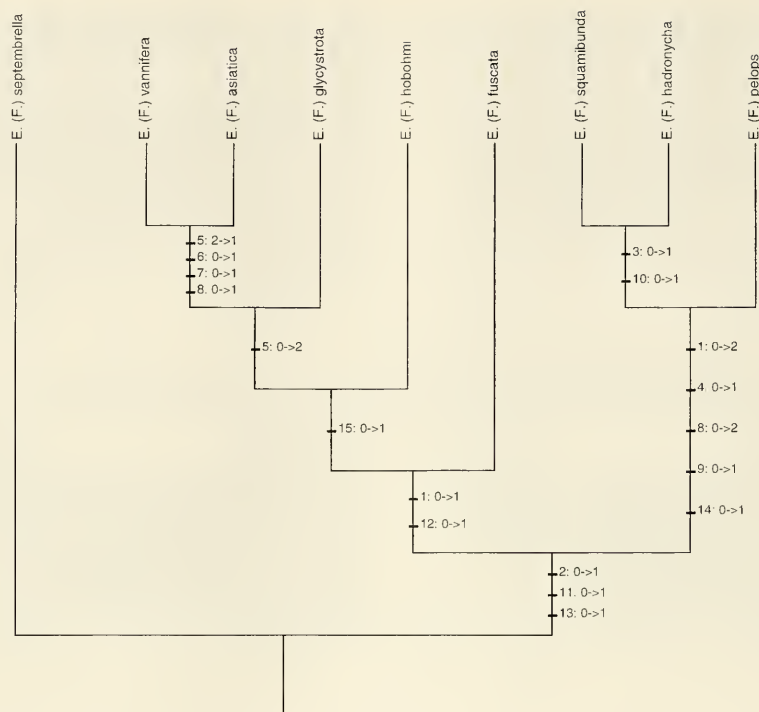 E. (F.) septembrella
E. (F.) vannifera
E. (F.) asiatica
E. (F.) glycystrota
E. (F.) hobohmi
E. (F.) fuscata
E. (F.) squamibunda
E. (F.) hadronycha
E. (F.) pelops
5: 2->1
6: 0->1
7: 0->1
8. 0->1
3: 0->1
10: 0->1
5: 0->2
1: 0->2
4. 0->1
8: 0->2
9: 0->1
14: 0->1
15: 0->1
1: 0->1
12: 0->1
2: 0->1
11. 0->1
13: 0->1